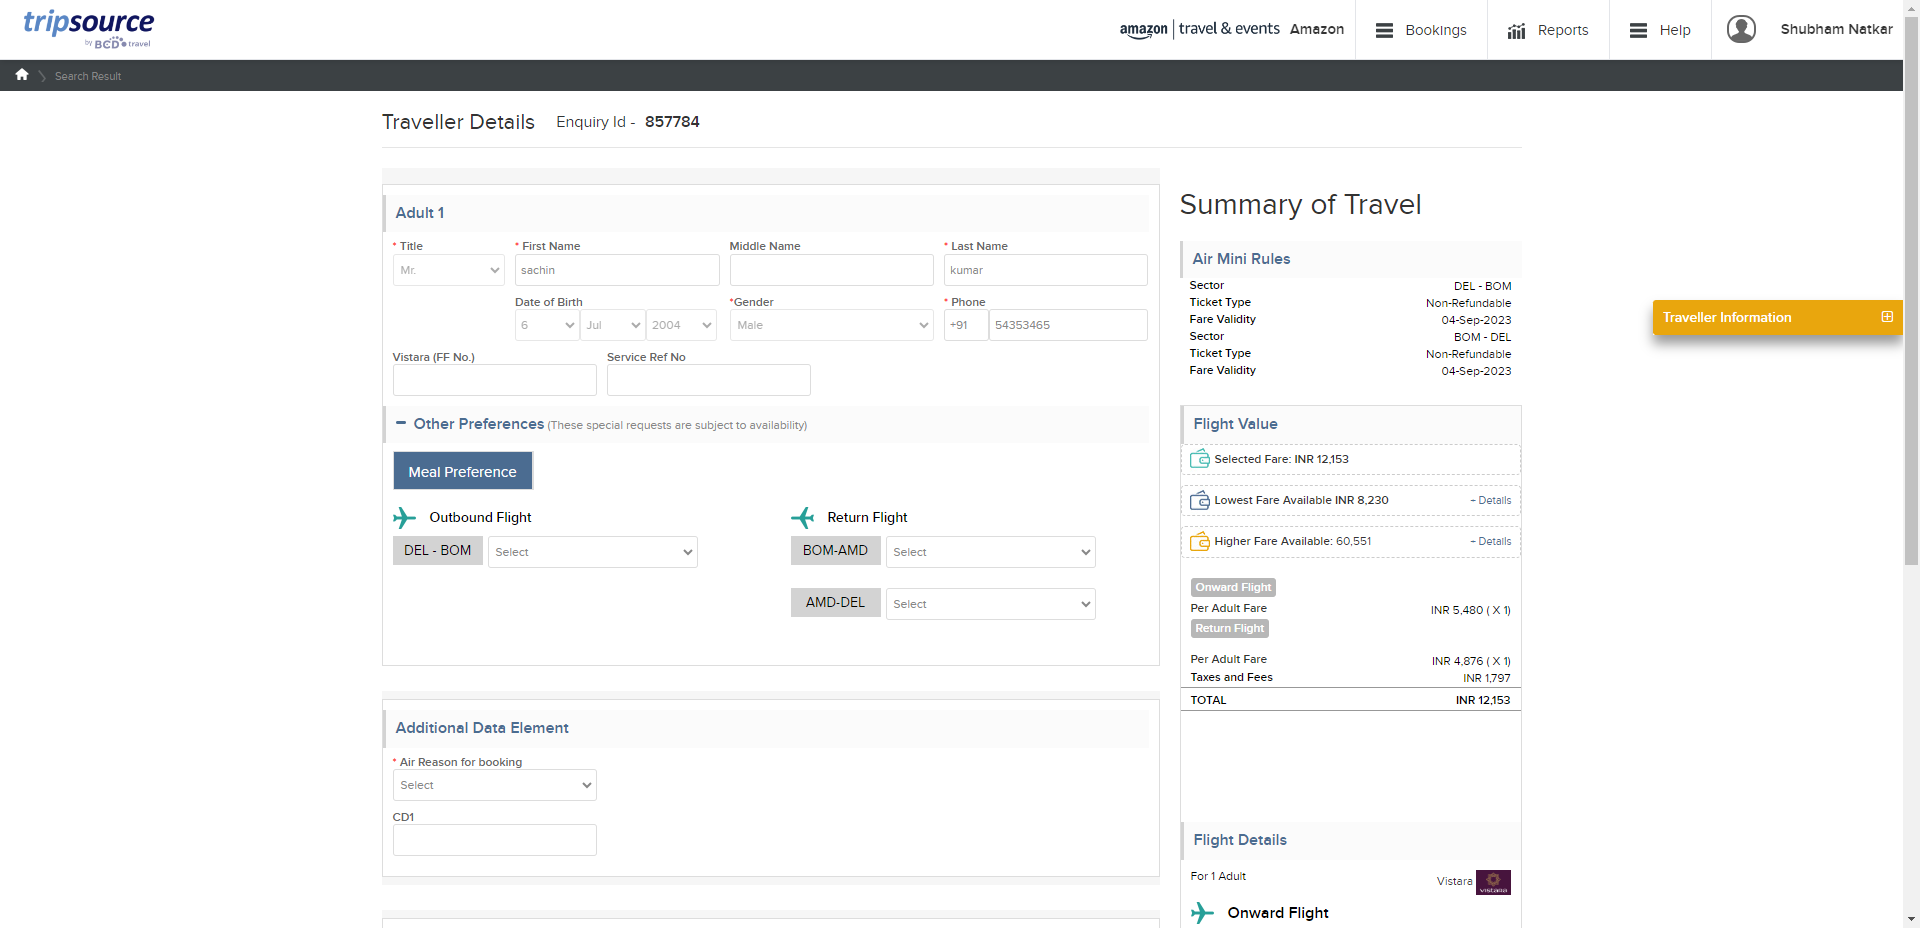 tripsource
by BCD travel
amazon | travel & events Amazon
Bookings
Reports
Help
Shubham Natkar
Search Result
Traveller Details Enquiry Id - 857784
Adult 1
* Title
* First Name
Middle Name
* Last Name
Mr.
sachin
kumar
Date of Birth
*Gender
* Phone
6
Jul
2004
Male
+91
54353465
Vistara (FF No.)
Service Ref No
− Other Preferences (These special requests are subject to availability)
Meal Preference
Outbound Flight
Return Flight
DEL - BOM
Select
BOM-AMD
Select
AMD-DEL
Select
Additional Data Element
* Air Reason for booking
Select
CD1
Summary of Travel
Air Mini Rules
Sector DEL - BOM
Ticket Type Non-Refundable
Fare Validity 04-Sep-2023
Sector BOM - DEL
Ticket Type Non-Refundable
Fare Validity 04-Sep-2023
Flight Value
Selected Fare: INR 12,153
Lowest Fare Available INR 8,230 + Details
Higher Fare Available: 60,551 + Details
Onward Flight
Per Adult Fare INR 5,480 ( X 1)
Return Flight
Per Adult Fare INR 4,876 ( X 1)
Taxes and Fees INR 1,797
TOTAL INR 12,153
Flight Details
For 1 Adult Vistara
VISTARA
Onward Flight
Traveller Information